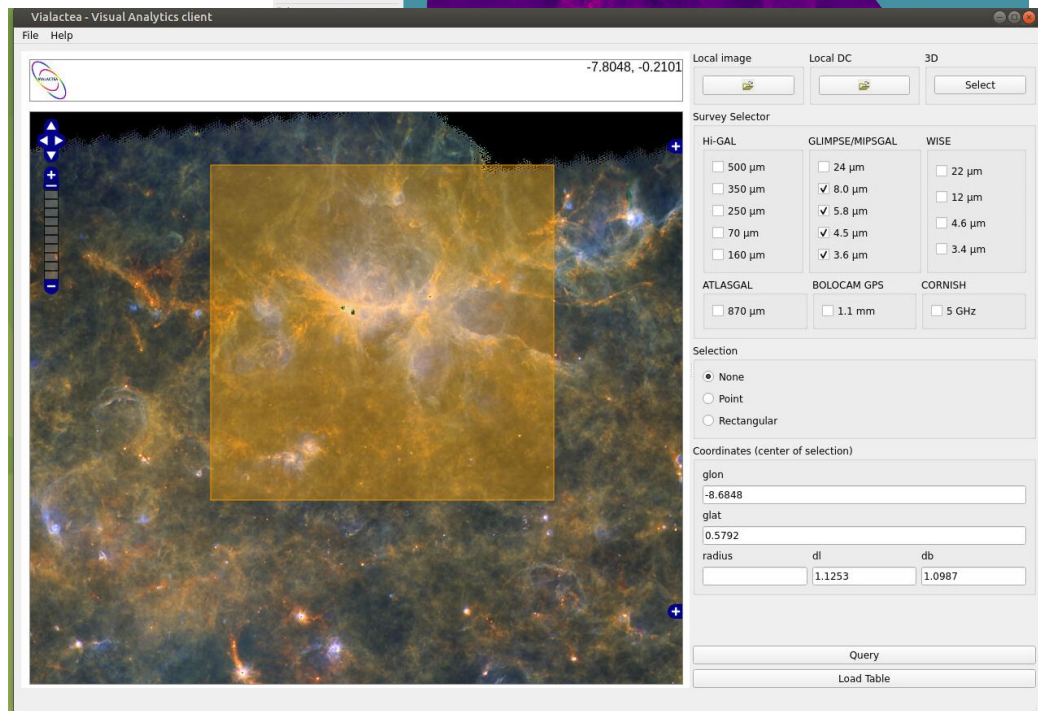 Vialactea - Visual Analytics client
File Help
VIALACTEA
-7.8048, -0.2101
Local image Local DC 3D
Select
Survey Selector
Hi-GAL GLIMPSE/MIPSGAL WISE
500 µm 24 µm 22 µm
350 µm 8.0 µm 12 µm
250 µm 5.8 µm 4.6 µm
70 µm 4.5 µm 3.4 µm
160 µm 3.6 µm
ATLASGAL BOLOCAM GPS CORNISH
870 µm 1.1 mm 5 GHz
Selection
None
Point
Rectangular
Coordinates (center of selection)
glon
-8.6848
glat
0.5792
radius dl db
1.1253 1.0987
Query
Load Table